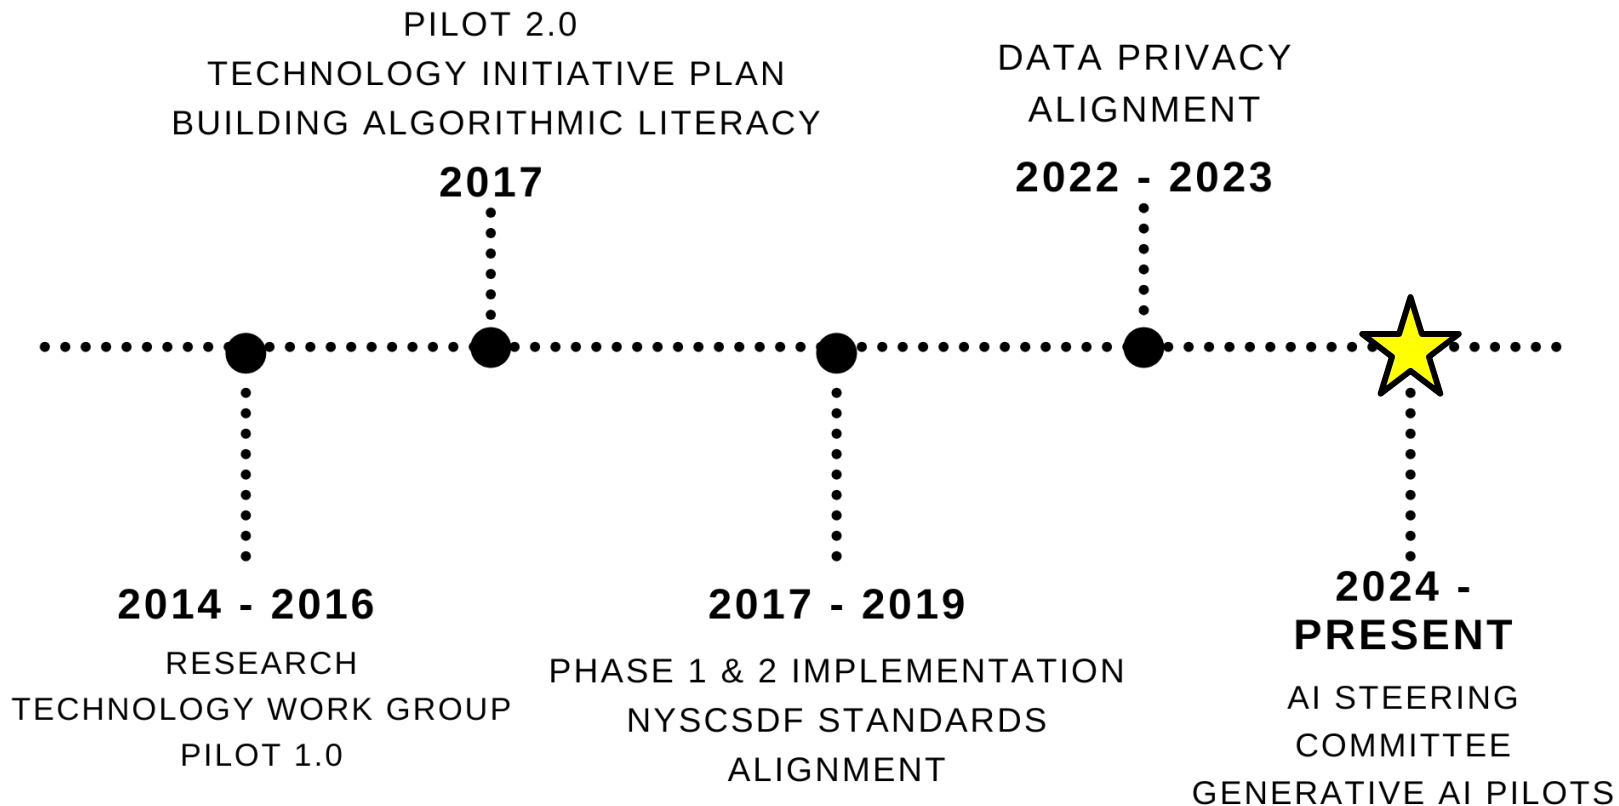 PILOT 2.0
TECHNOLOGY INITIATIVE PLAN
BUILDING ALGORITHMIC LITERACY
2017
DATA PRIVACY
ALIGNMENT
2022 - 2023
2014 - 2016
RESEARCH
TECHNOLOGY WORK GROUP
PILOT 1.0
2017 - 2019
PHASE 1 & 2 IMPLEMENTATION
NYSCSDF STANDARDS
ALIGNMENT
2024 -
PRESENT
AI STEERING
COMMITTEE
GENERATIVE AI PILOTS